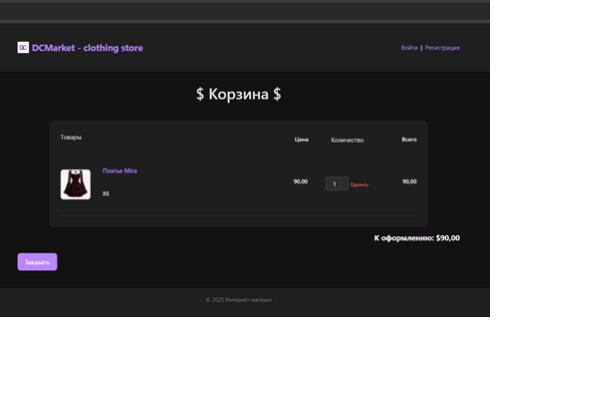 DC DCMarket - clothing store
Войти | Регистрация
$ Корзина $
Товары Цена Количество Всего
Платье Mira
90,00 1 Удалить 90,00
XS
К оформлению: $90,00
Заказать
© 2025 Интернет-магазин